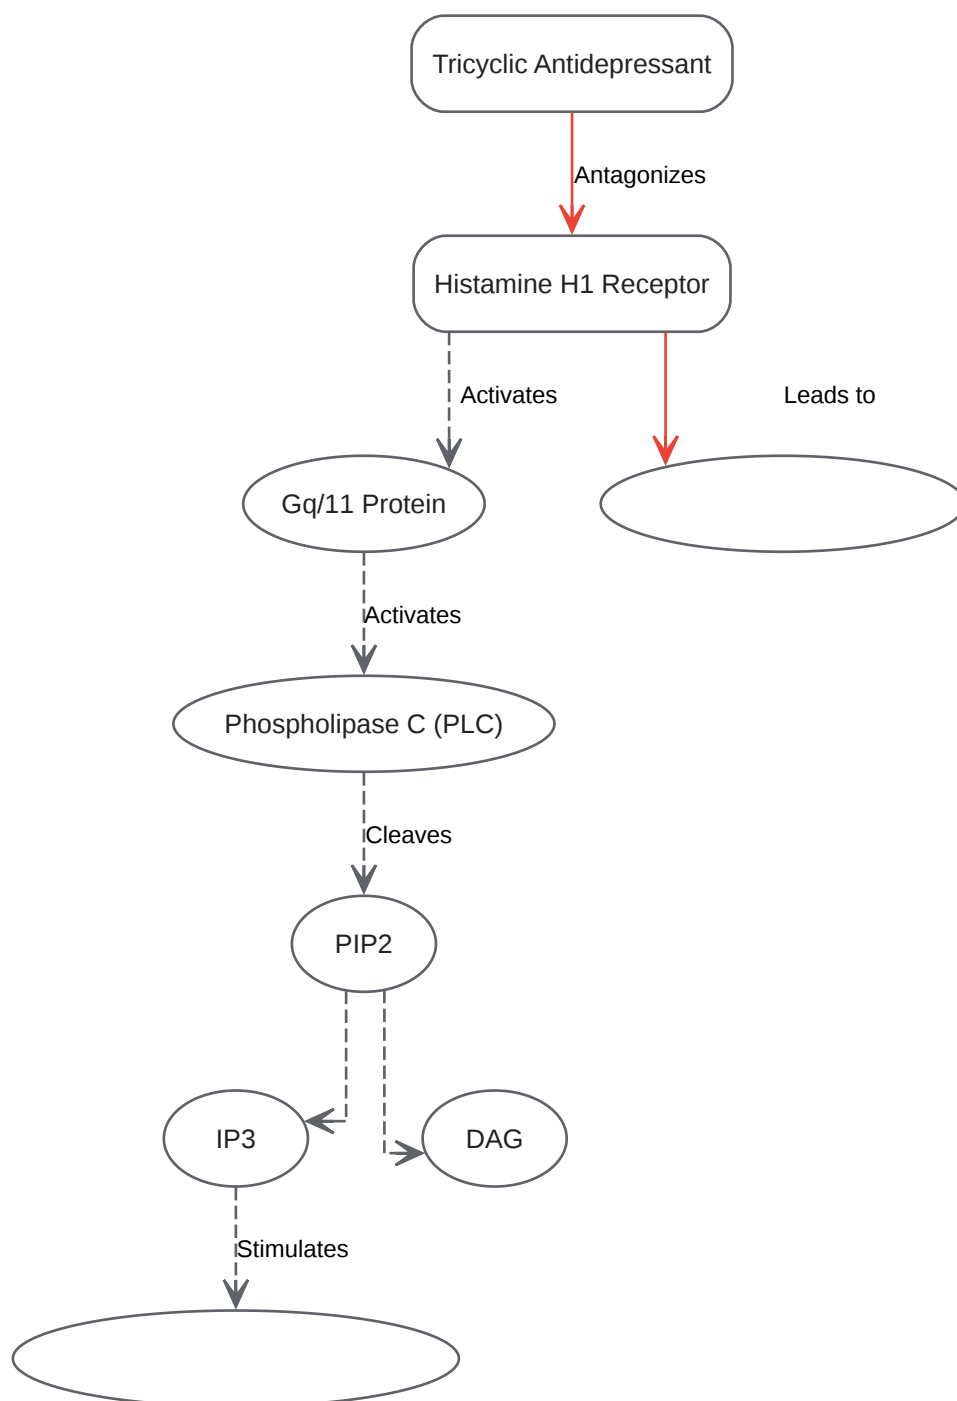 Tricyclic Antidepressant
Antagonizes
Histamine H1 Receptor
Activates
Leads to
Gq/11 Protein
Activates
Phospholipase C (PLC)
Cleaves
PIP2
IP3
DAG
Stimulates